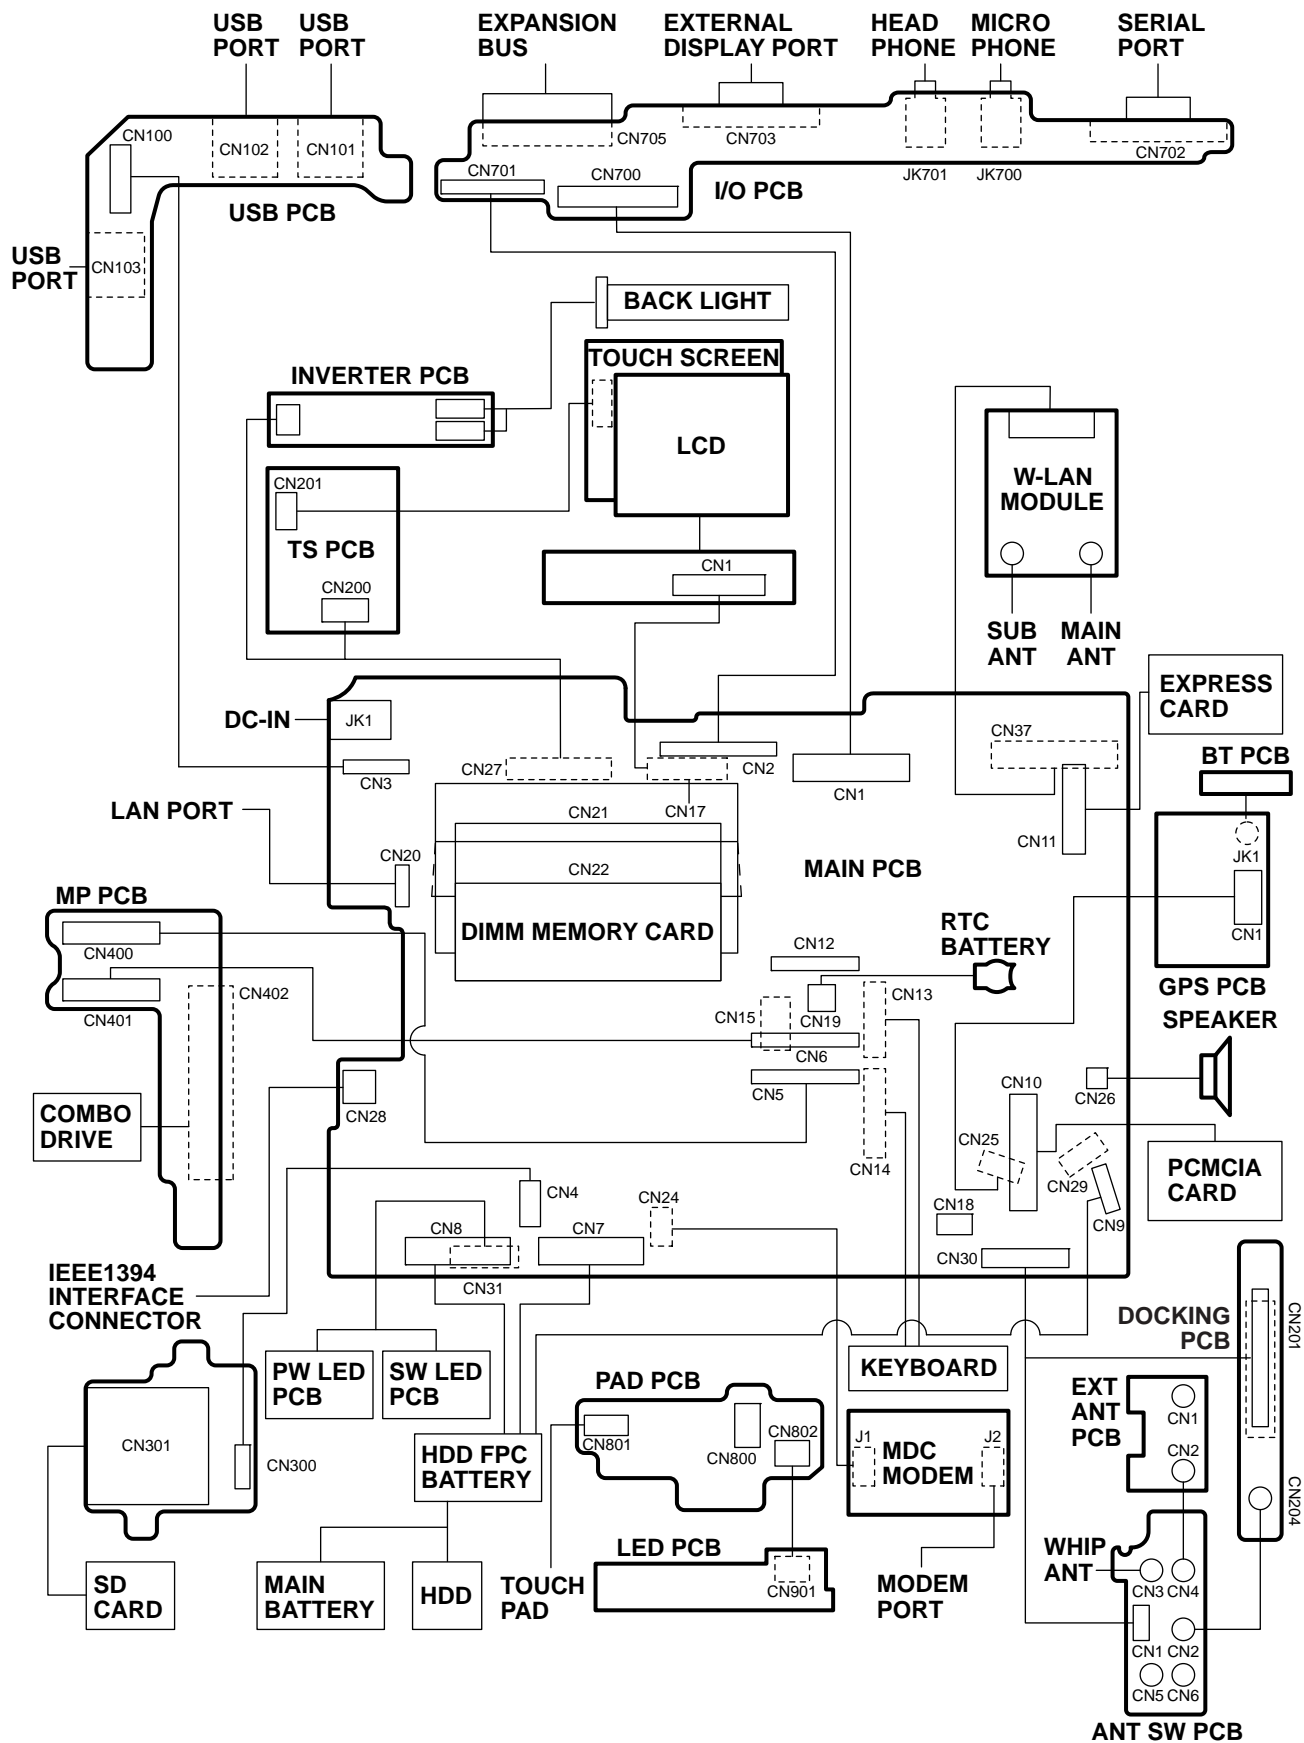 USB
PORT
USB
PORT
EXPANSION
BUS
EXTERNAL
DISPLAY PORT
HEAD
PHONE
MICRO
PHONE
SERIAL
PORT
CN100
CN102
CN101
CN705
CN703
CN702
CN701
CN700
JK701
JK700
I/O PCB
USB PCB
USB
PORT
CN103
BACK LIGHT
TOUCH SCREEN
INVERTER PCB
LCD
W-LAN
MODULE
CN201
TS PCB
CN200
CN1
SUB
ANT
MAIN
ANT
EXPRESS
CARD
DC-IN
JK1
CN37
BT PCB
CN27
CN2
CN3
CN1
CN17
LAN PORT
CN21
CN11
JK1
CN20
CN22
MAIN PCB
MP PCB
DIMM MEMORY CARD
RTC
BATTERY
CN1
CN400
CN12
CN402
CN13
GPS PCB
CN401
CN15
CN19
SPEAKER
CN6
CN10
CN5
CN26
CN28
COMBO
DRIVE
CN25
CN14
CN29
PCMCIA
CARD
CN4
CN24
CN18
CN9
CN8
CN7
CN30
IEEE1394
INTERFACE
CONNECTOR
CN31
DOCKING
PCB
CN201
PW LED
PCB
SW LED
PCB
KEYBOARD
PAD PCB
EXT
ANT
PCB
CN1
CN301
CN300
HDD FPC
BATTERY
CN801
CN800
CN802
J1
MDC
MODEM
J2
CN2
CN204
LED PCB
WHIP
ANT
SD
CARD
MAIN
BATTERY
HDD
TOUCH
PAD
CN901
MODEM
PORT
CN3
CN4
CN1
CN2
CN5
CN6
ANT SW PCB